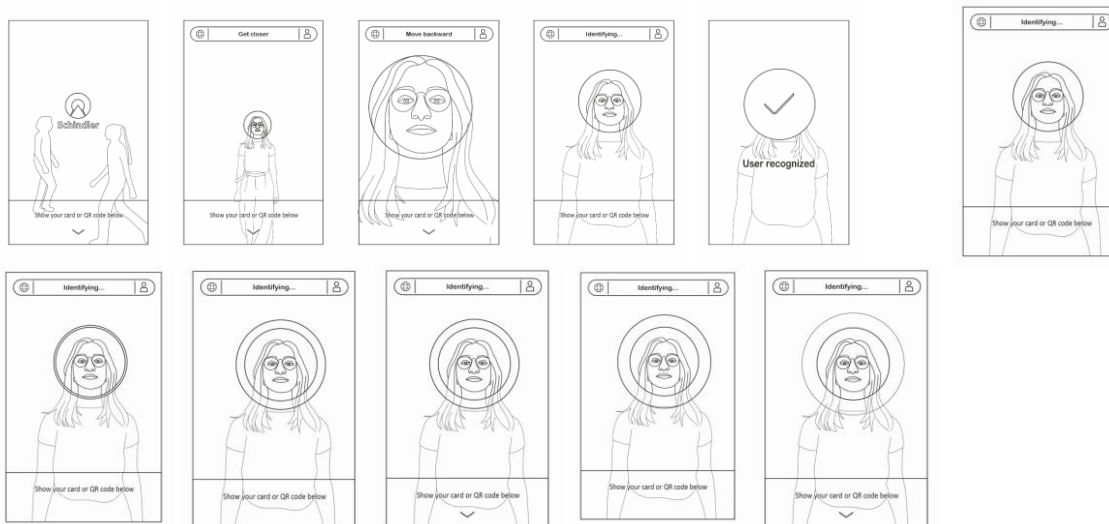 Schindler
Show your card or QR code below
Get closer
Show your card or QR code below
Move backward
Show your card or QR code below
Identifying...
Show your card or QR code below
User recognized
Identifying...
Show your card or QR code below
Identifying...
Show your card or QR code below
Identifying...
Show your card or QR code below
Identifying...
Show your card or QR code below
Identifying...
Show your card or QR code below
Identifying...
Show your card or QR code below